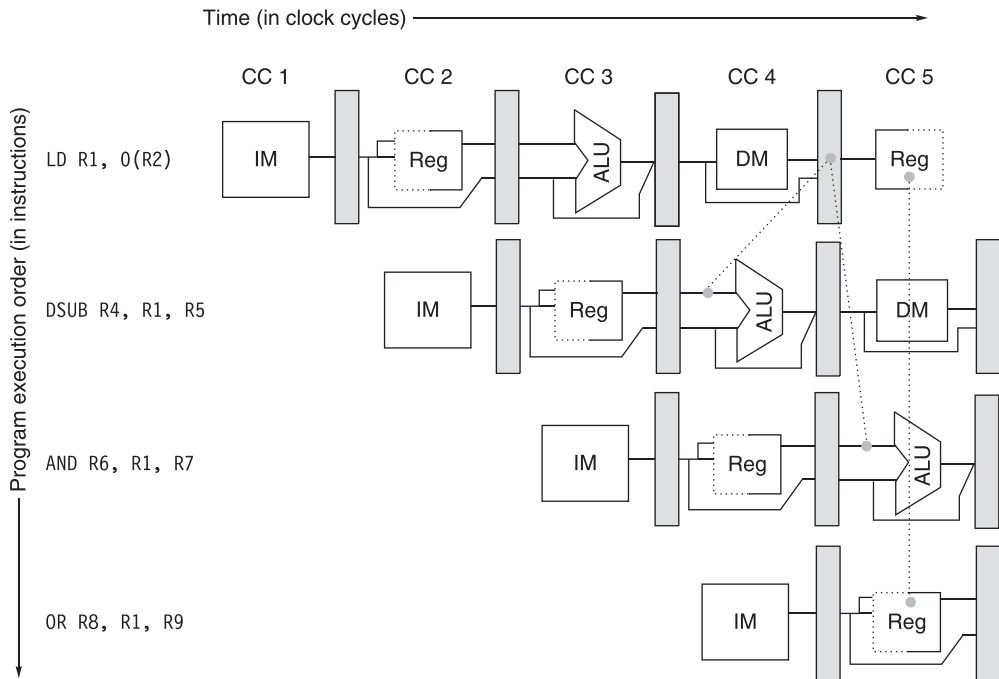 Time (in clock cycles)
CC 1 CC 2 CC 3 CC 4 CC 5
Program execution order (in instructions)
LD R1, 0(R2) IM Reg ALU DM Reg
DSUB R4, R1, R5 IM Reg ALU DM
AND R6, R1, R7 IM Reg ALU
OR R8, R1, R9 IM Reg